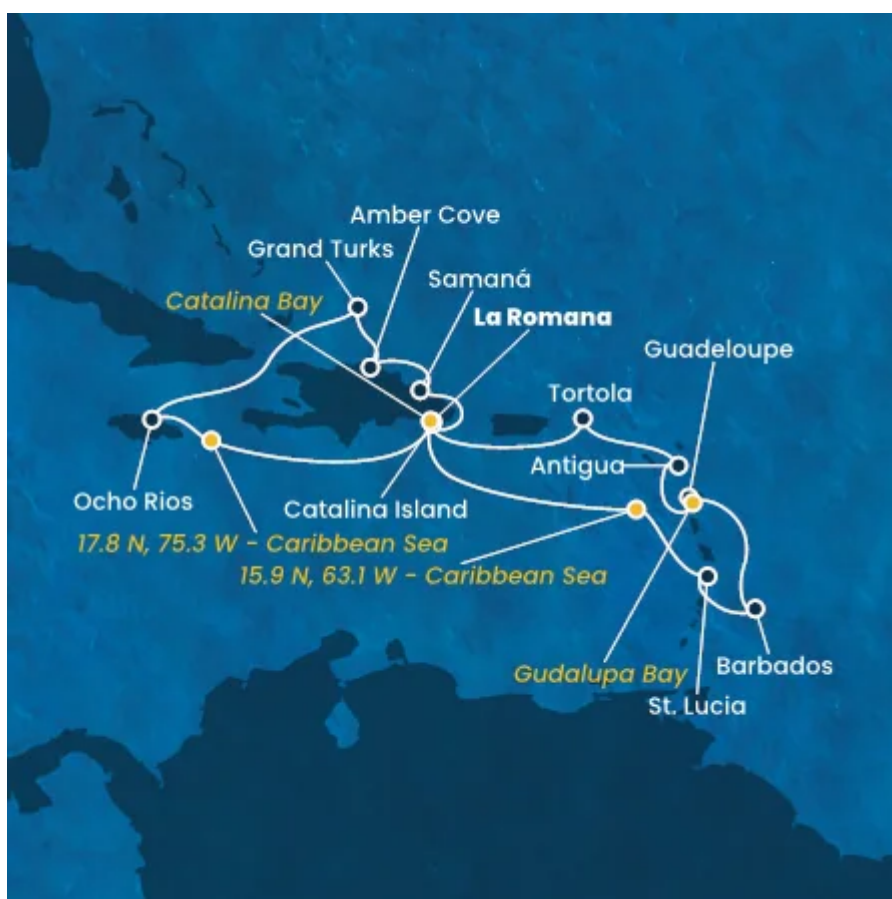 Amber Cove
Grand Turks
Samaná
Catalina Bay
La Romana
Guadeloupe
Tortola
Antigua
Ocho Rios
Catalina Island
17.8 N, 75.3 W - Caribbean Sea
15.9 N, 63.1 W - Caribbean Sea
Gudalupa Bay
Barbados
St. Lucia